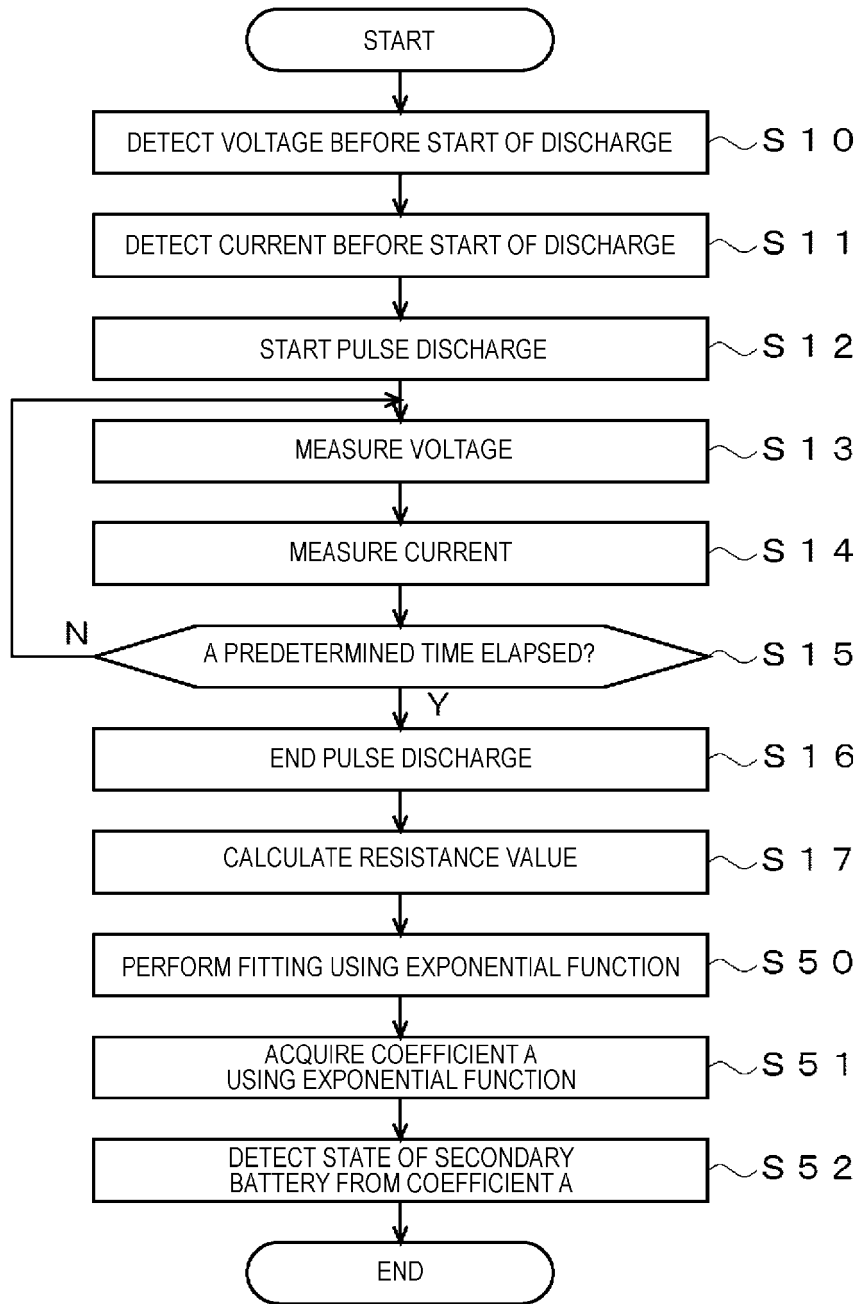 START
DETECT VOLTAGE BEFORE START OF DISCHARGE S10
DETECT CURRENT BEFORE START OF DISCHARGE S11
START PULSE DISCHARGE S12
MEASURE VOLTAGE S13
MEASURE CURRENT S14
N
A PREDETERMINED TIME ELAPSED? S15
Y
END PULSE DISCHARGE S16
CALCULATE RESISTANCE VALUE S17
PERFORM FITTING USING EXPONENTIAL FUNCTION S50
ACQUIRE COEFFICIENT A
USING EXPONENTIAL FUNCTION S51
DETECT STATE OF SECONDARY
BATTERY FROM COEFFICIENT A S52
END